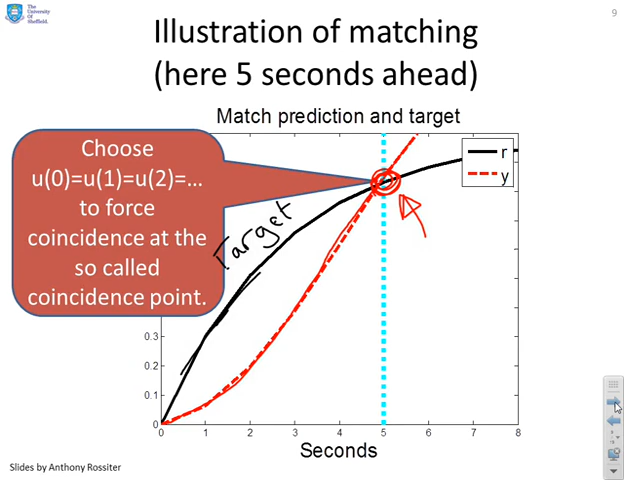 The
University
Of
Sheffield.
9
Illustration of matching
(here 5 seconds ahead)
Match prediction and target
Choose
u(0)=u(1)=u(2)=...
to force
coincidence at the
so called
coincidence point.
r
y
Target
0.3
0.2
0.1
0
0 1 2 3 4 5 6 7 8
Seconds
Slides by Anthony Rossiter